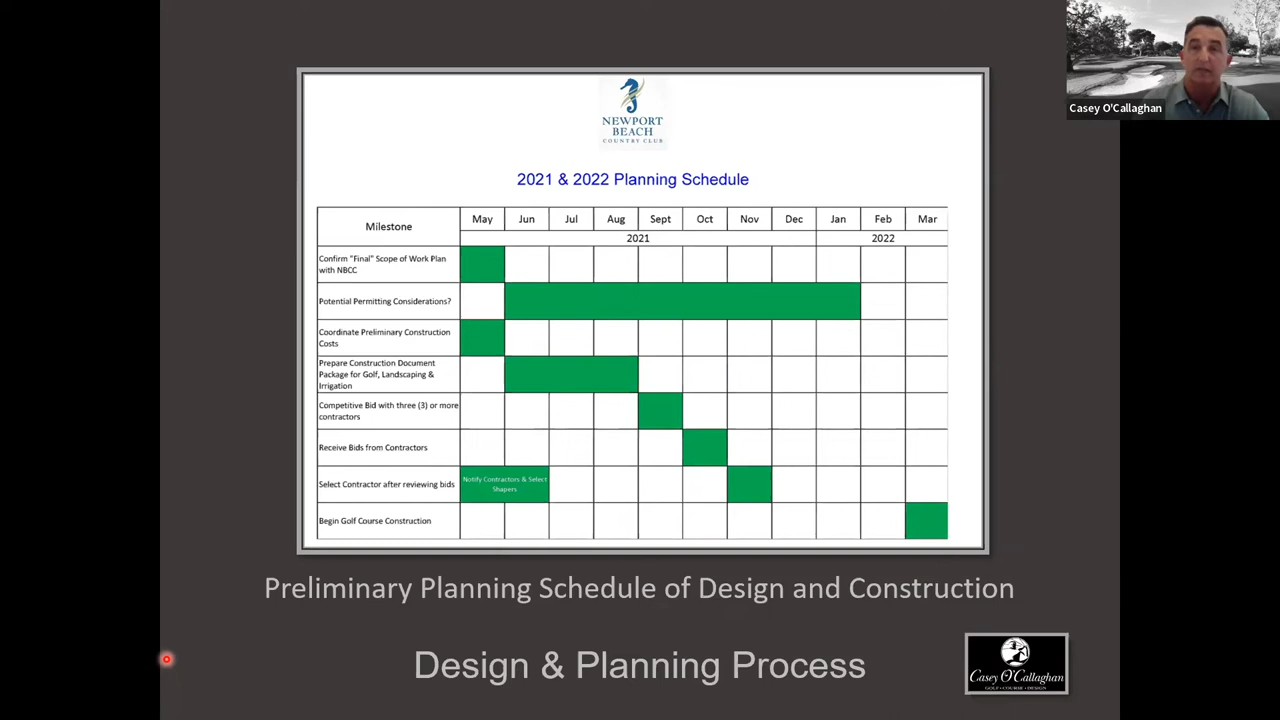 Casey O'Callaghan
NEWPORT
BEACH
COUNTRY CLUB
2021 & 2022 Planning Schedule
Milestone
May Jun Jul Aug Sept Oct Nov Dec Jan Feb Mar
2021 2022
Confirm "Final" Scope of Work Plan
with NBCC
Potential Permitting Considerations?
Coordinate Preliminary Construction
Costs
Prepare Construction Document
Package for Golf, Landscaping &
Irrigation
Competitive Bid with three (3) or more
contractors
Receive Bids from Contractors
Select Contractor after reviewing bids
Notify Contractors & Select
Shapers
Begin Golf Course Construction
Preliminary Planning Schedule of Design and Construction
Design & Planning Process
Casey O'Callaghan
GOLF • COURSE • DESIGN